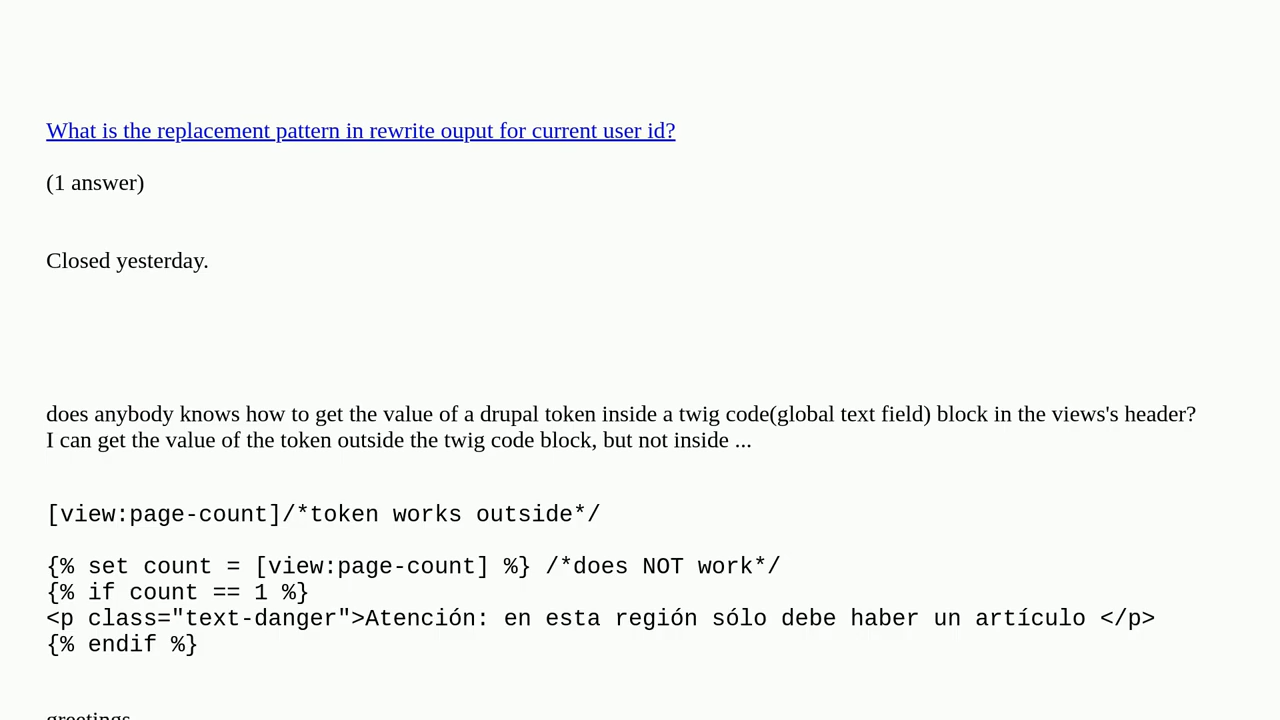 What is the replacement pattern in rewrite ouput for current user id?
(1 answer)
Closed yesterday.
does anybody knows how to get the value of a drupal token inside a twig code(global text field) block in the views's header?
I can get the value of the token outside the twig code block, but not inside ...
[view:page-count]/*token works outside*/
{% set count = [view:page-count] %} /*does NOT work*/
{% if count == 1 %}
<p class="text-danger">Atención: en esta región sólo debe haber un artículo </p>
{% endif %}
greetings